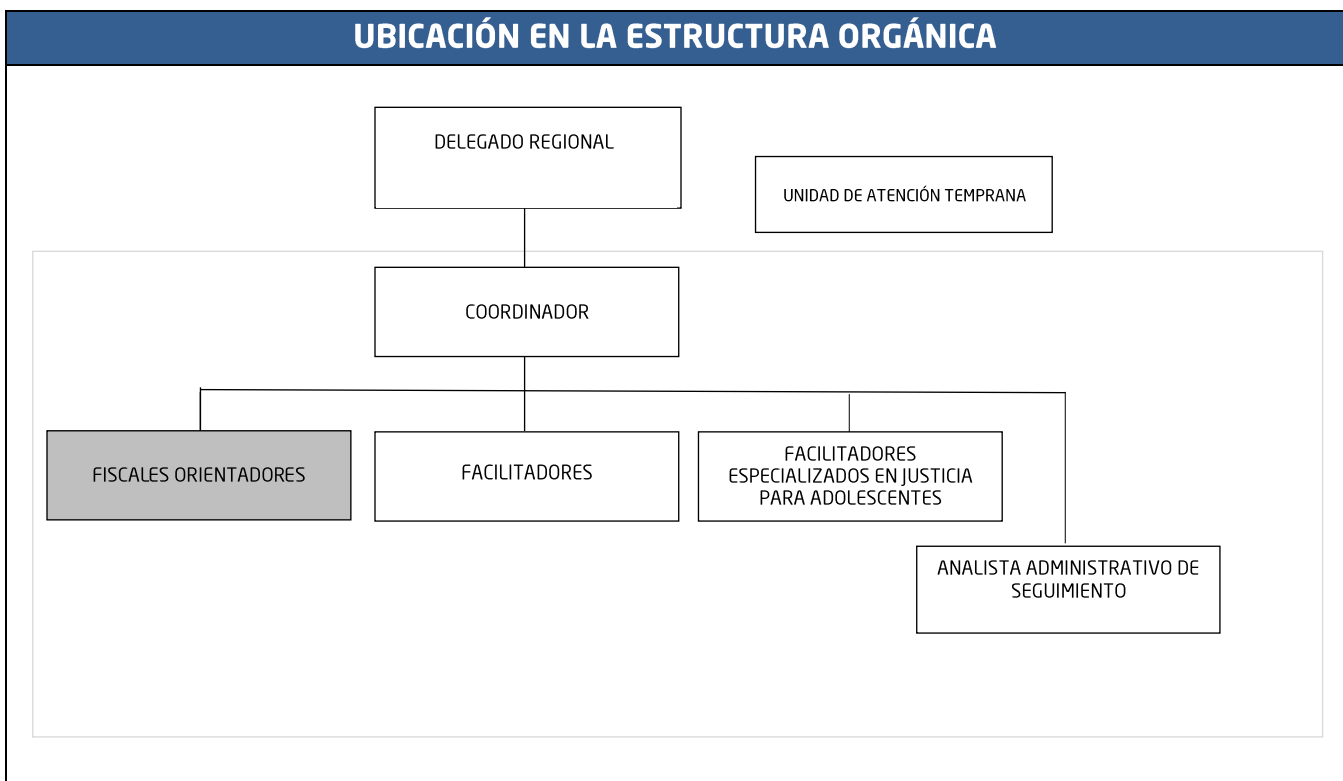 UBICACIÓN EN LA ESTRUCTURA ORGÁNICA
DELEGADO REGIONAL
UNIDAD DE ATENCIÓN TEMPRANA
COORDINADOR
FISCALES ORIENTADORES
FACILITADORES
FACILITADORES
ESPECIALIZADOS EN JUSTICIA
PARA ADOLESCENTES
ANALISTA ADMINISTRATIVO DE
SEGUIMIENTO